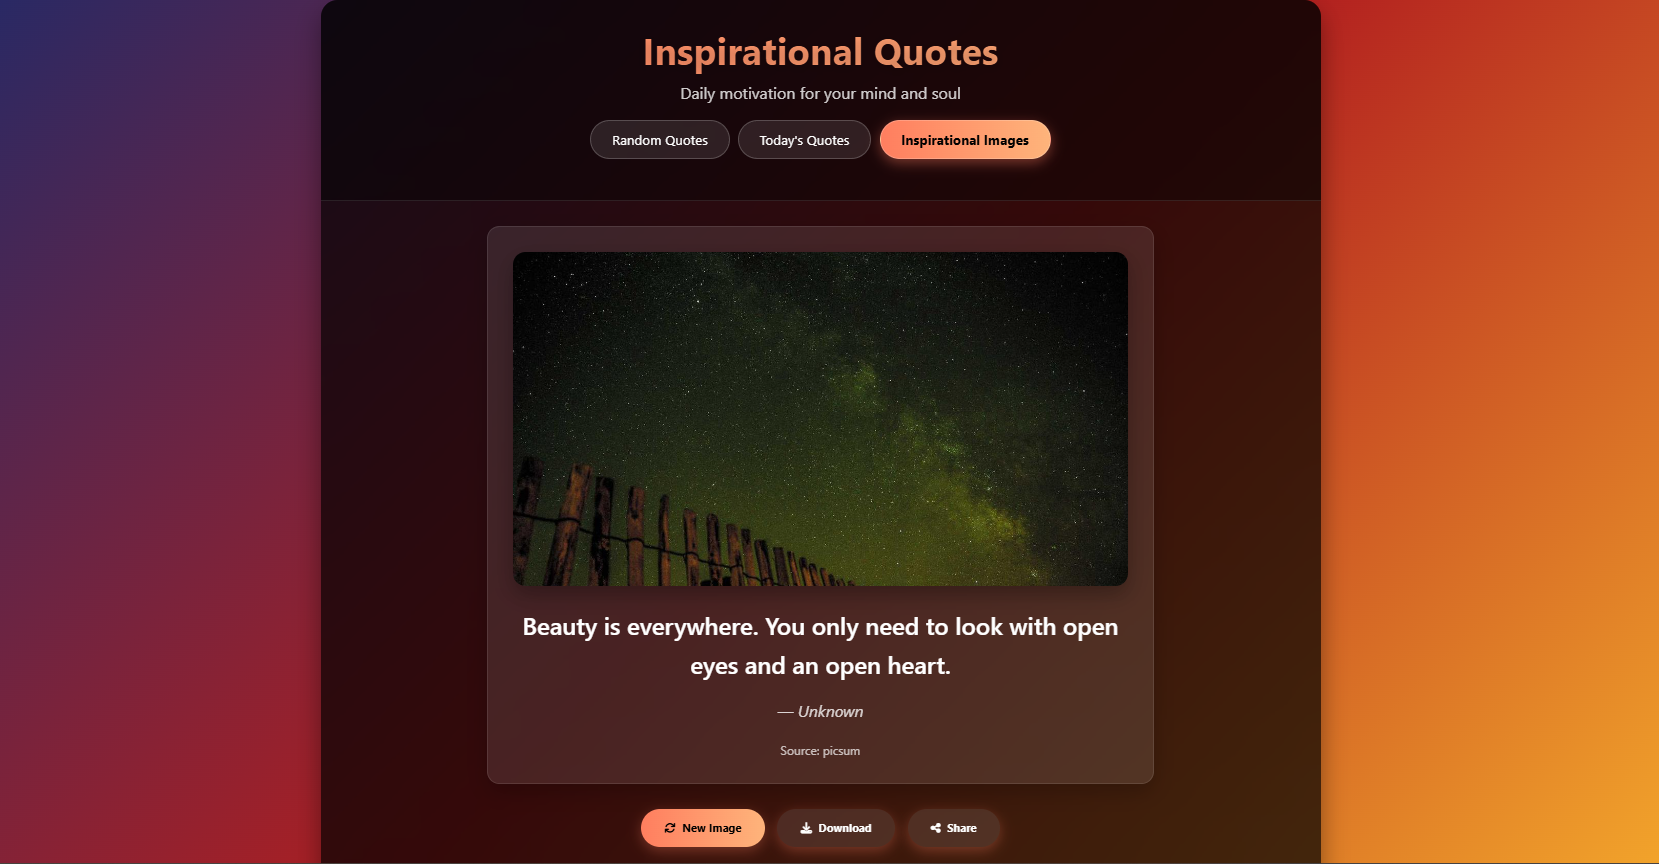 Inspirational Quotes
Daily motivation for your mind and soul
Random Quotes
Today's Quotes
Inspirational Images
Beauty is everywhere. You only need to look with open
eyes and an open heart.
— Unknown
Source: picsum
New Image
Download
Share